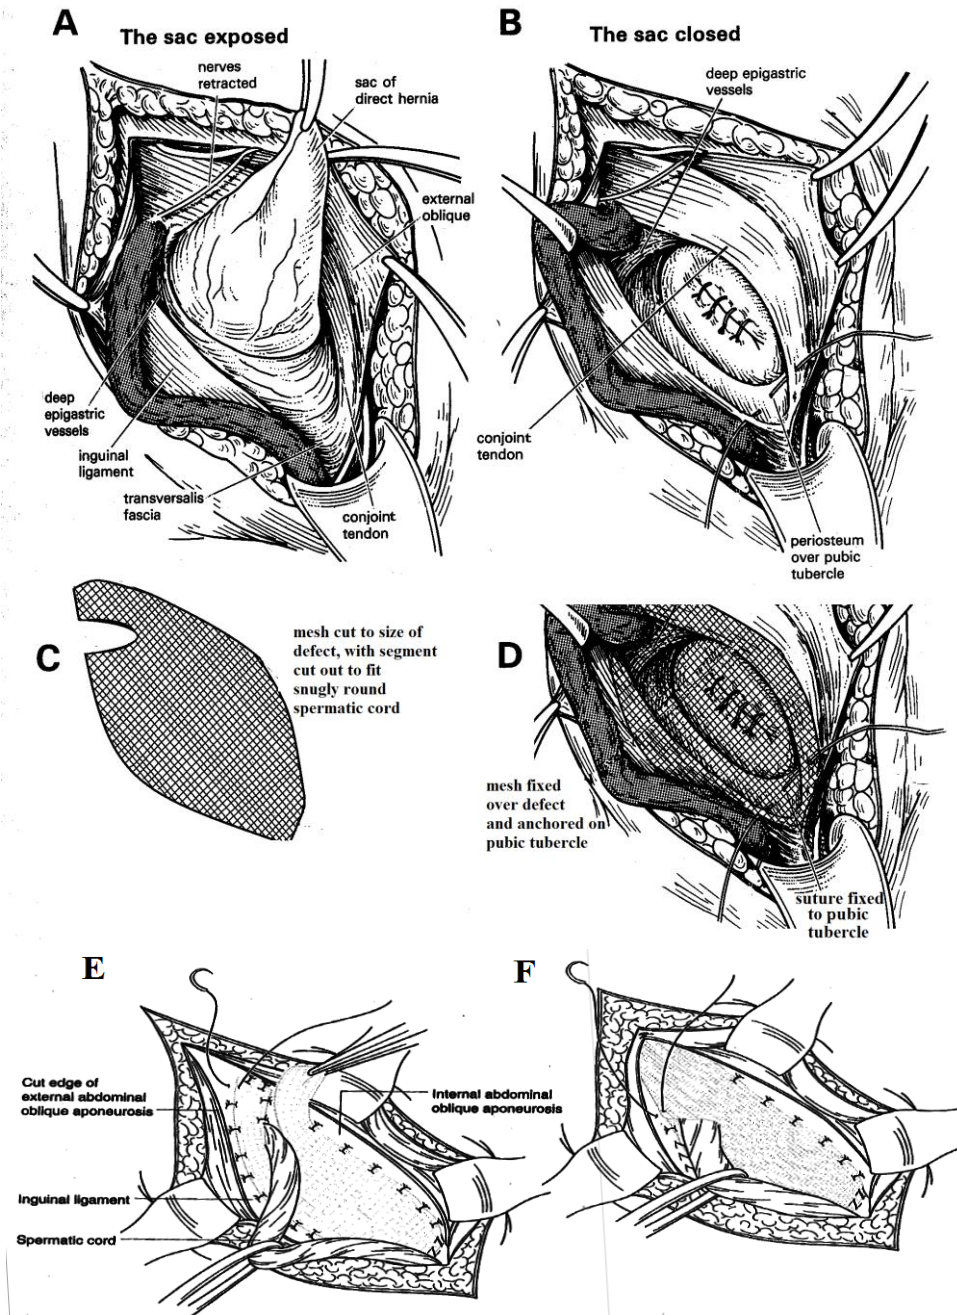 A
The sac exposed
nerves
retracted
sac of
direct hernia
external
oblique
deep
epigastric
vessels
inguinal
ligament
transversalis
fascia
conjoint
tendon
B
The sac closed
deep epigastric
vessels
conjoint
tendon
periosteum
over pubic
tubercle
C
mesh cut to size of
defect, with segment
cut out to fit
snugly round
spermatic cord
D
mesh fixed
over defect
and anchored on
pubic tubercle
suture fixed
to pubic
tubercle
E
Cut edge of
external abdominal
oblique aponeurosis
Internal abdominal
oblique aponeurosis
Inguinal ligament
Spermatic cord
F